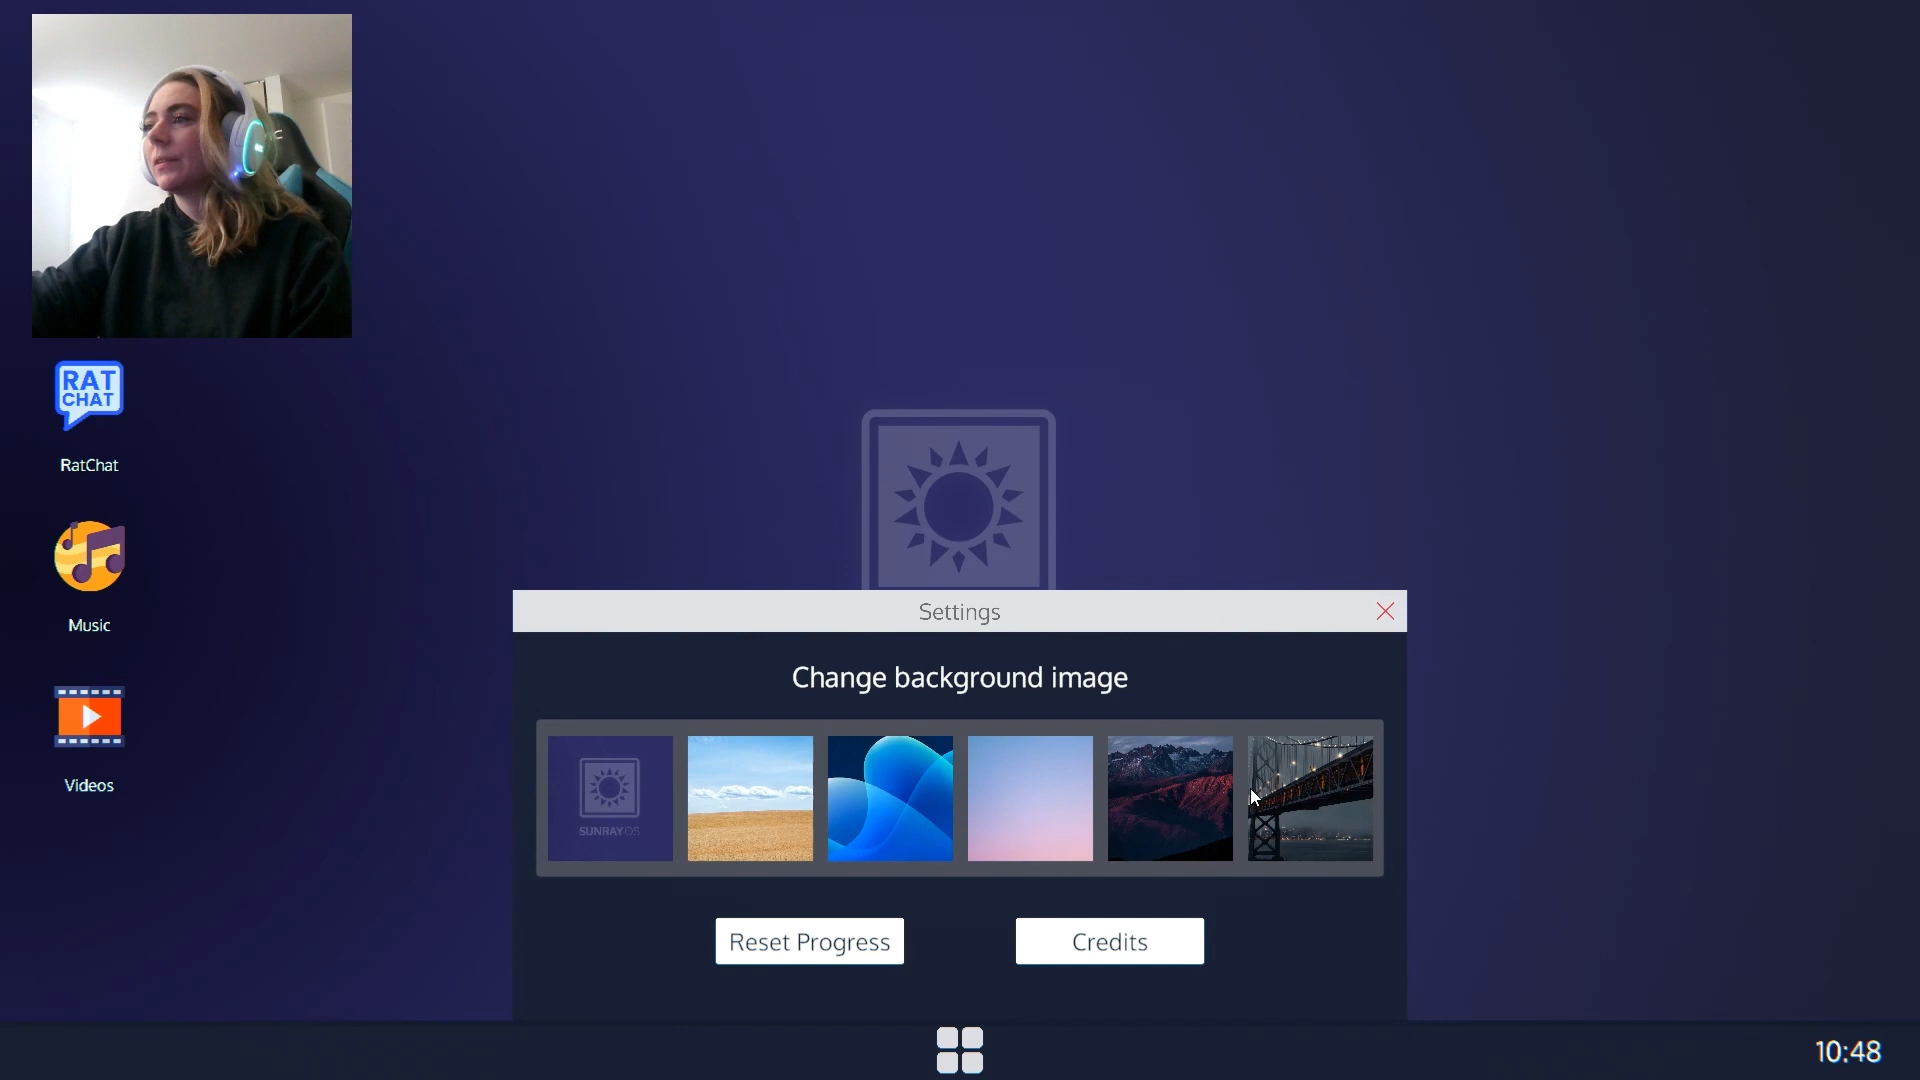 RAT
CHAT
RatChat
Music
Videos
Settings
Change background image
SUNRAY OS
Reset Progress
Credits
10:48